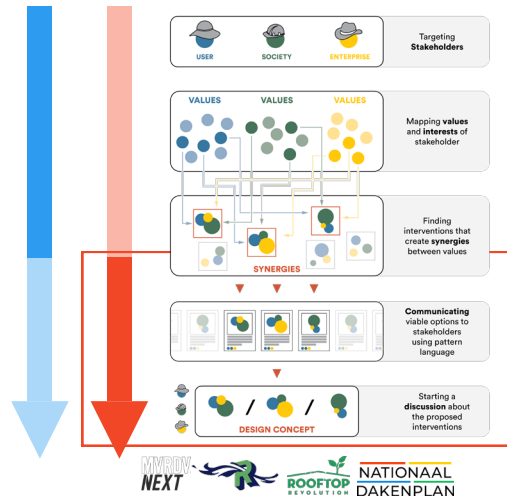 USER
SOCIETY
ENTERPRISE
Targeting
Stakeholders
VALUES
VALUES
VALUES
Mapping values
and interests of
stakeholder
SYNERGIES
Finding
interventions that
create synergies
between values
Communicating
viable options to
stakeholders
using pattern
language
DESIGN CONCEPT
Starting a
discussion about
the proposed
interventions
MVRDV
NEXT
R
ROOFTOP
REVOLUTION
NATIONAAL
DAKENPLAN